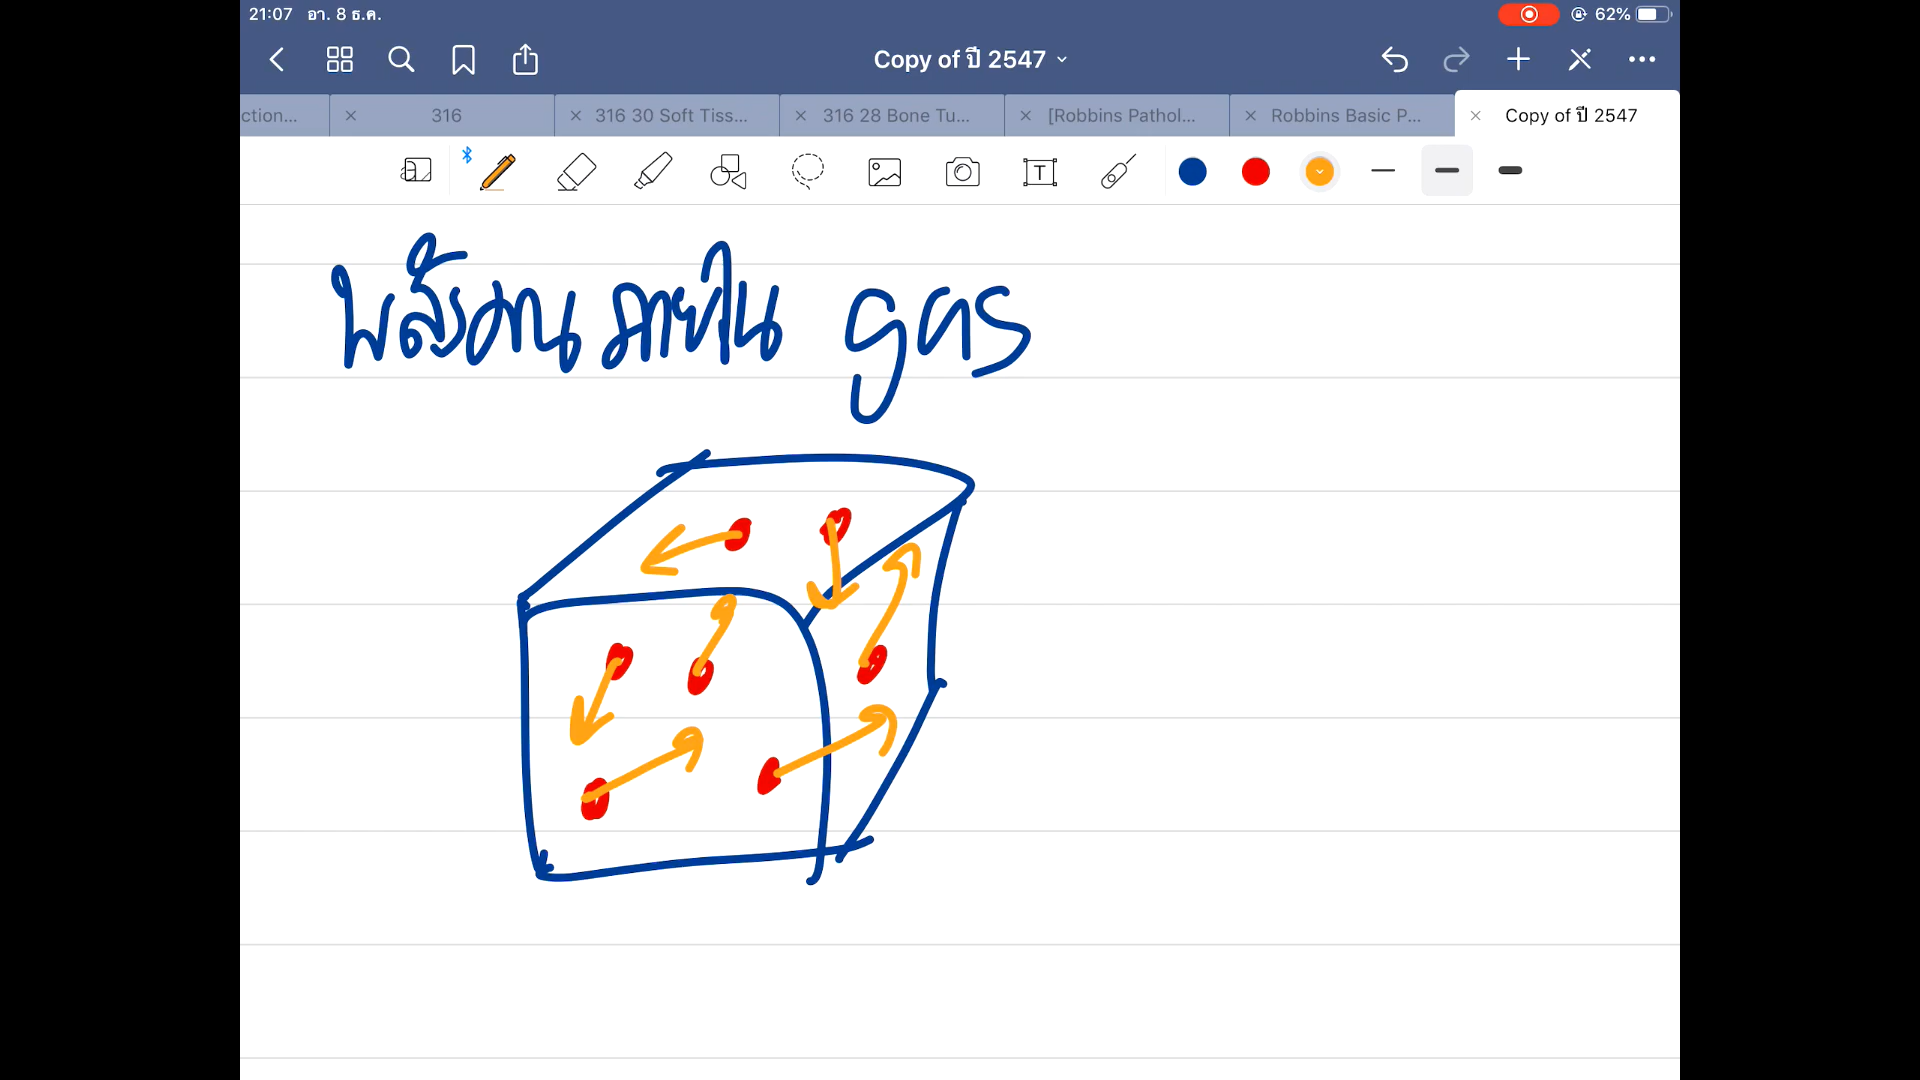 21:07 อา. 8 ธ.ค. 62%
Copy of ปี 2547
ction... 316 316 30 Soft Tiss... 316 28 Bone Tu... [Robbins Pathol... Robbins Basic P... Copy of ปี 2547
พลังงานภายใน gas